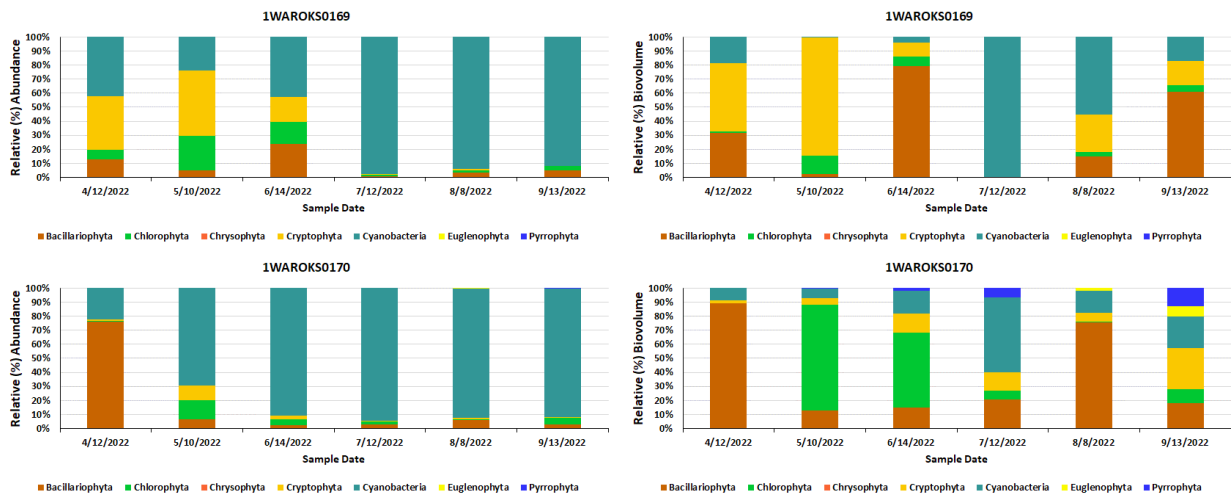 1WAROKS0169
Relative (%) Abundance
100%
90%
80%
70%
60%
50%
40%
30%
20%
10%
0%
4/12/2022 5/10/2022 6/14/2022 7/12/2022 8/8/2022 9/13/2022
Sample Date
Bacillariophyta Chlorophyta Chrysophyta Cryptophyta Cyanobacteria Euglenophyta Pyrrophyta
1WAROKS0169
Relative (%) Biovolume
100%
90%
80%
70%
60%
50%
40%
30%
20%
10%
0%
4/12/2022 5/10/2022 6/14/2022 7/12/2022 8/8/2022 9/13/2022
Sample Date
Bacillariophyta Chlorophyta Chrysophyta Cryptophyta Cyanobacteria Euglenophyta Pyrrophyta
1WAROKS0170
Relative (%) Abundance
100%
90%
80%
70%
60%
50%
40%
30%
20%
10%
0%
4/12/2022 5/10/2022 6/14/2022 7/12/2022 8/8/2022 9/13/2022
Sample Date
Bacillariophyta Chlorophyta Chrysophyta Cryptophyta Cyanobacteria Euglenophyta Pyrrophyta
1WAROKS0170
Relative (%) Biovolume
100%
90%
80%
70%
60%
50%
40%
30%
20%
10%
0%
4/12/2022 5/10/2022 6/14/2022 7/12/2022 8/8/2022 9/13/2022
Sample Date
Bacillariophyta Chlorophyta Chrysophyta Cryptophyta Cyanobacteria Euglenophyta Pyrrophyta